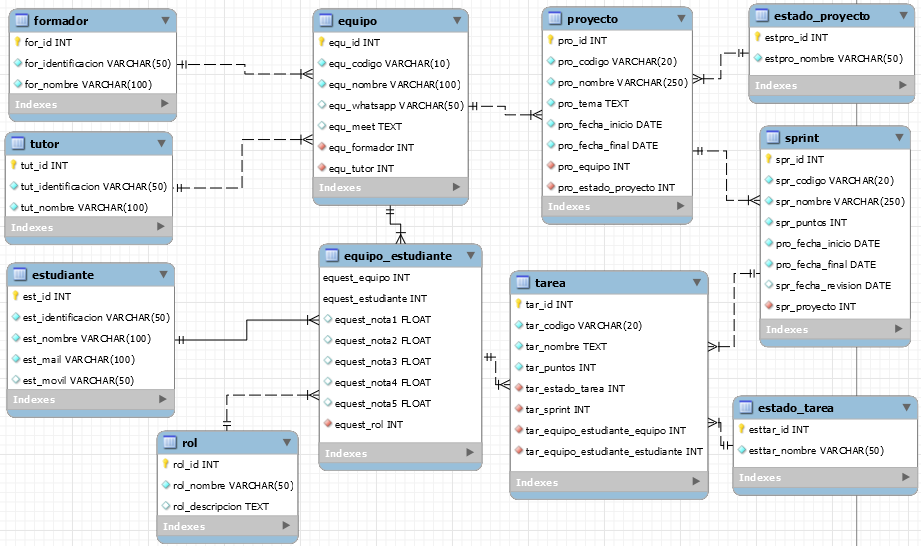 formador
for_id INT
for_identificacion VARCHAR(50)
for_nombre VARCHAR(100)
Indexes
equipo
equ_id INT
equ_codigo VARCHAR(10)
equ_nombre VARCHAR(100)
equ_whatsapp VARCHAR(50)
equ_meet TEXT
equ_formador INT
equ_tutor INT
Indexes
proyecto
pro_id INT
pro_codigo VARCHAR(20)
pro_nombre VARCHAR(250)
pro_tema TEXT
pro_fecha_inicio DATE
pro_fecha_final DATE
pro_equipo INT
pro_estado_proyecto INT
Indexes
estado_proyecto
estpro_id INT
estpro_nombre VARCHAR(50)
Indexes
tutor
tut_id INT
tut_identificacion VARCHAR(50)
tut_nombre VARCHAR(100)
Indexes
sprint
spr_id INT
spr_codigo VARCHAR(20)
spr_nombre VARCHAR(250)
spr_puntos INT
pro_fecha_inicio DATE
pro_fecha_final DATE
spr_fecha_revision DATE
spr_proyecto INT
Indexes
estudiante
est_id INT
est_identificacion VARCHAR(50)
est_nombre VARCHAR(100)
est_mail VARCHAR(100)
est_movil VARCHAR(50)
Indexes
equipo_estudiante
equest_equipo INT
equest_estudiante INT
equest_nota1 FLOAT
equest_nota2 FLOAT
equest_nota3 FLOAT
equest_nota4 FLOAT
equest_nota5 FLOAT
equest_rol INT
Indexes
tarea
tar_id INT
tar_codigo VARCHAR(20)
tar_nombre TEXT
tar_puntos INT
tar_estado_tarea INT
tar_sprint INT
tar_equipo_estudiante_equipo INT
tar_equipo_estudiante_estudiante INT
Indexes
estado_tarea
esttar_id INT
esttar_nombre VARCHAR(50)
Indexes
rol
rol_id INT
rol_nombre VARCHAR(50)
rol_descripcion TEXT
Indexes